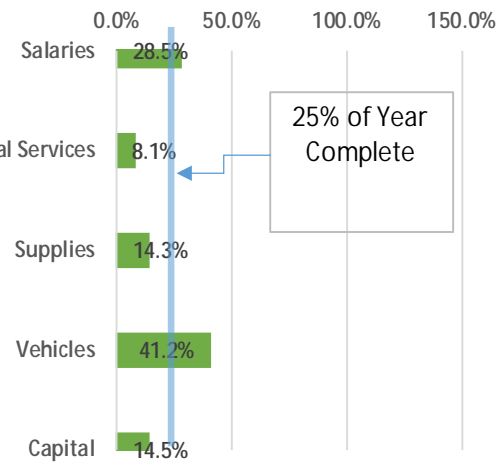 0.0% 50.0% 100.0% 150.0%
Salaries 28.5%
25% of Year
Complete
al Services 8.1%
Supplies 14.3%
Vehicles 41.2%
Capital 14.5%